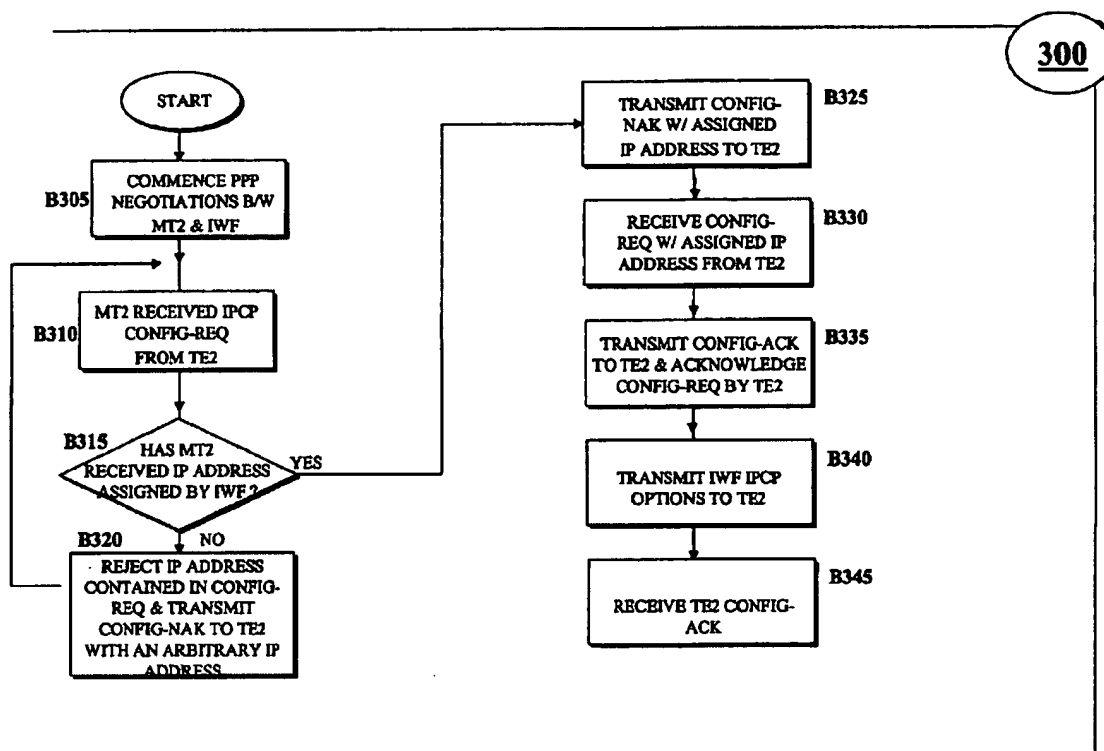 300
START
B305
COMMENCE PPP
NEGOTIATIONS B/W
MT2 & IWF
B310
MT2 RECEIVED IPCP
CONFIG-REQ
FROM TE2
B315
HAS MT2
RECEIVED IP ADDRESS
ASSIGNED BY IWF ?
YES
NO
B320
REJECT IP ADDRESS
CONTAINED IN CONFIG-
REQ & TRANSMIT
CONFIG-NAK TO TE2
WITH AN ARBITRARY IP
ADDRESS
B325
TRANSMIT CONFIG-
NAK W/ ASSIGNED
IP ADDRESS TO TE2
B330
RECEIVE CONFIG-
REQ W/ ASSIGNED IP
ADDRESS FROM TE2
B335
TRANSMIT CONFIG-ACK
TO TE2 & ACKNOWLEDGE
CONFIG-REQ BY TE2
B340
TRANSMIT IWF IPCP
OPTIONS TO TE2
B345
RECEIVE TE2 CONFIG-
ACK